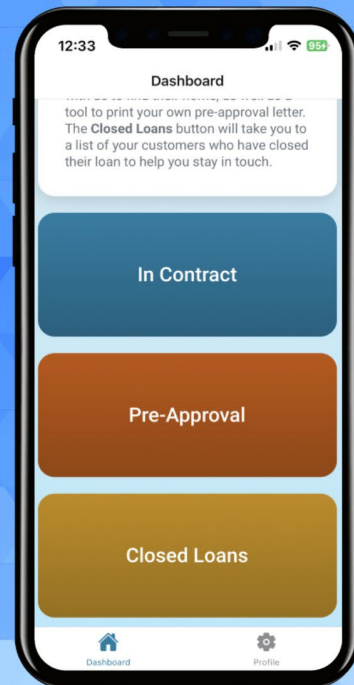 12:33
95
Dashboard
tool to print your own pre-approval letter.
The Closed Loans button will take you to
a list of your customers who have closed
their loan to help you stay in touch.
In Contract
Pre-Approval
Closed Loans
Dashboard
Profile